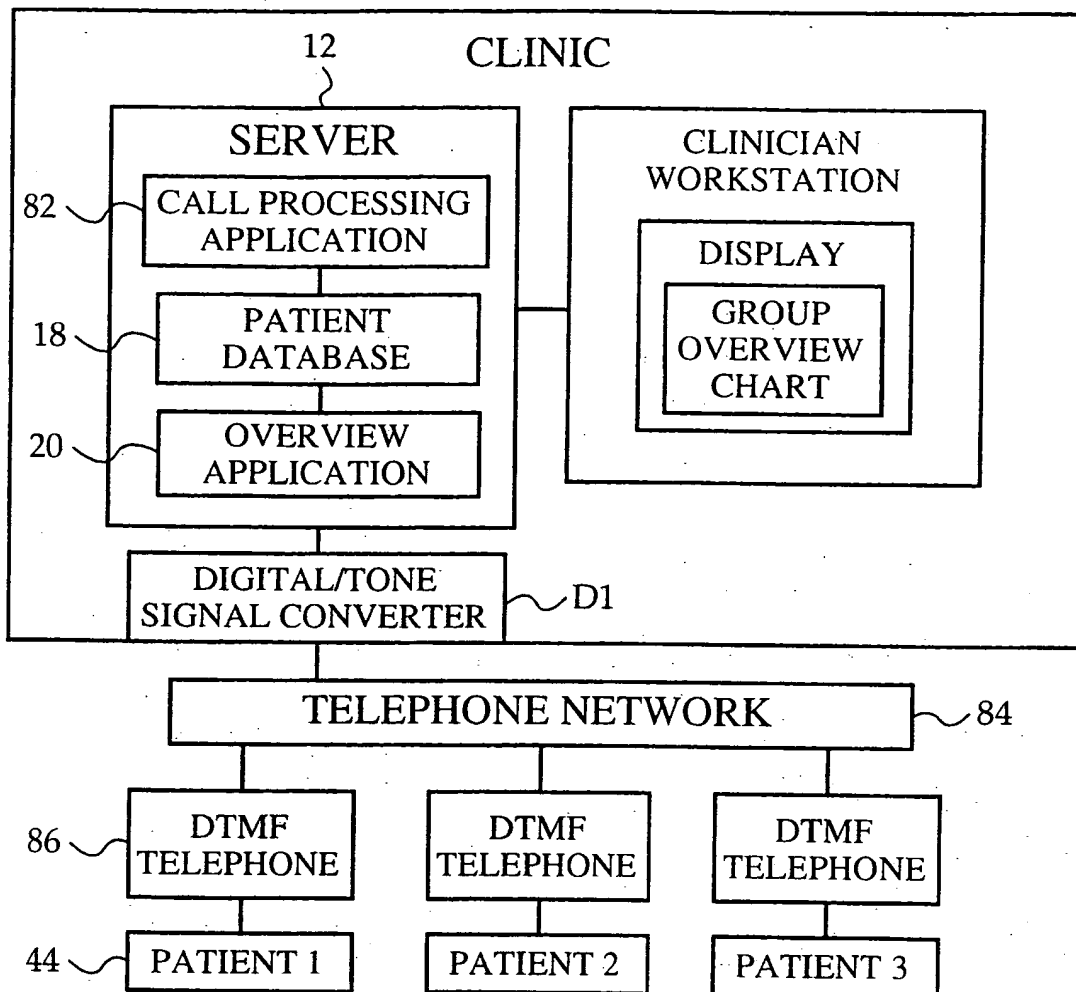 12
CLINIC
SERVER
82
CALL PROCESSING
APPLICATION
18
PATIENT
DATABASE
20
OVERVIEW
APPLICATION
CLINICIAN
WORKSTATION
DISPLAY
GROUP
OVERVIEW
CHART
DIGITAL/TONE
SIGNAL CONVERTER
D1
TELEPHONE NETWORK
84
86
DTMF
TELEPHONE
DTMF
TELEPHONE
DTMF
TELEPHONE
44
PATIENT 1
PATIENT 2
PATIENT 3